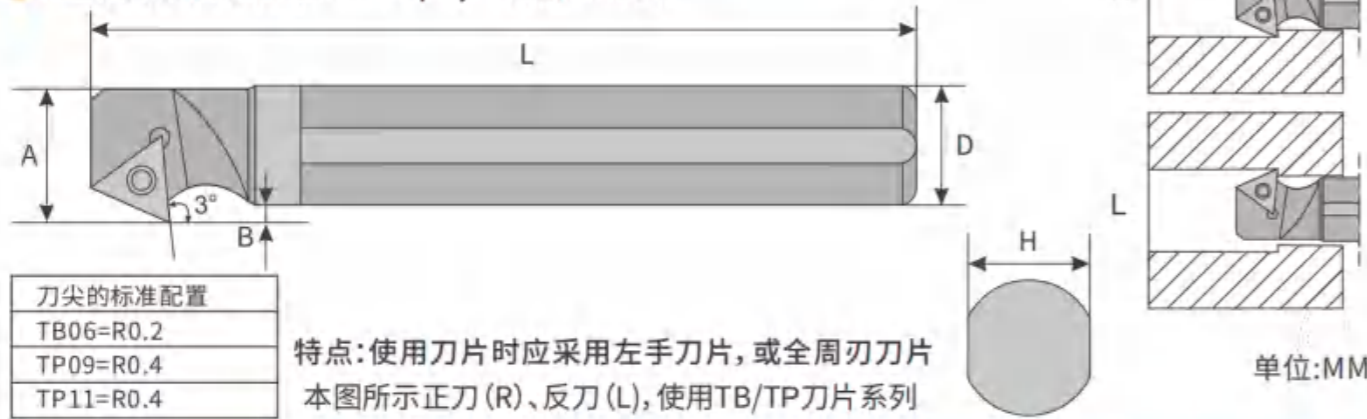 L
A
D
3°
B
L
H
刀尖的标准配置
TB06=R0.2
TP09=R0.4
TP11=R0.4
特点:使用刀片时应采用左手刀片,或全周刃刀片
本图所示正刀(R)、反刀(L),使用TB/TP刀片系列
单位:MM